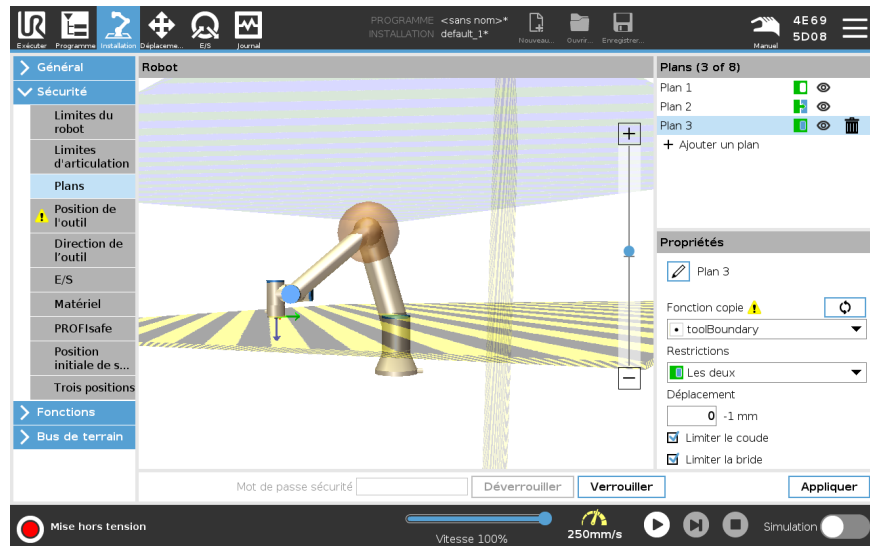 PROGRAMME <sans nom>*
INSTALLATION default_1*
Exécuter
Programme
Installation
Déplaceme...
E/S
Journal
Nouveau...
Ouvrir...
Enregistrer...
Manuel
4E69
5D08
Général
Sécurité
Limites du
robot
Limites
d'articulation
Plans
Position de
l'outil
Direction de
l'outil
E/S
Matériel
PROFIsafe
Position
initiale de s...
Trois positions
Fonctions
Bus de terrain
Robot
+
−
Plans (3 of 8)
Plan 1
Plan 2
Plan 3
+ Ajouter un plan
Propriétés
Plan 3
Fonction copie
toolBoundary
Restrictions
Les deux
Déplacement
0 -1 mm
Limiter le coude
Limiter la bride
Mot de passe sécurité
Déverrouiller
Verrouiller
Appliquer
Mise hors tension
Vitesse 100%
250mm/s
Simulation